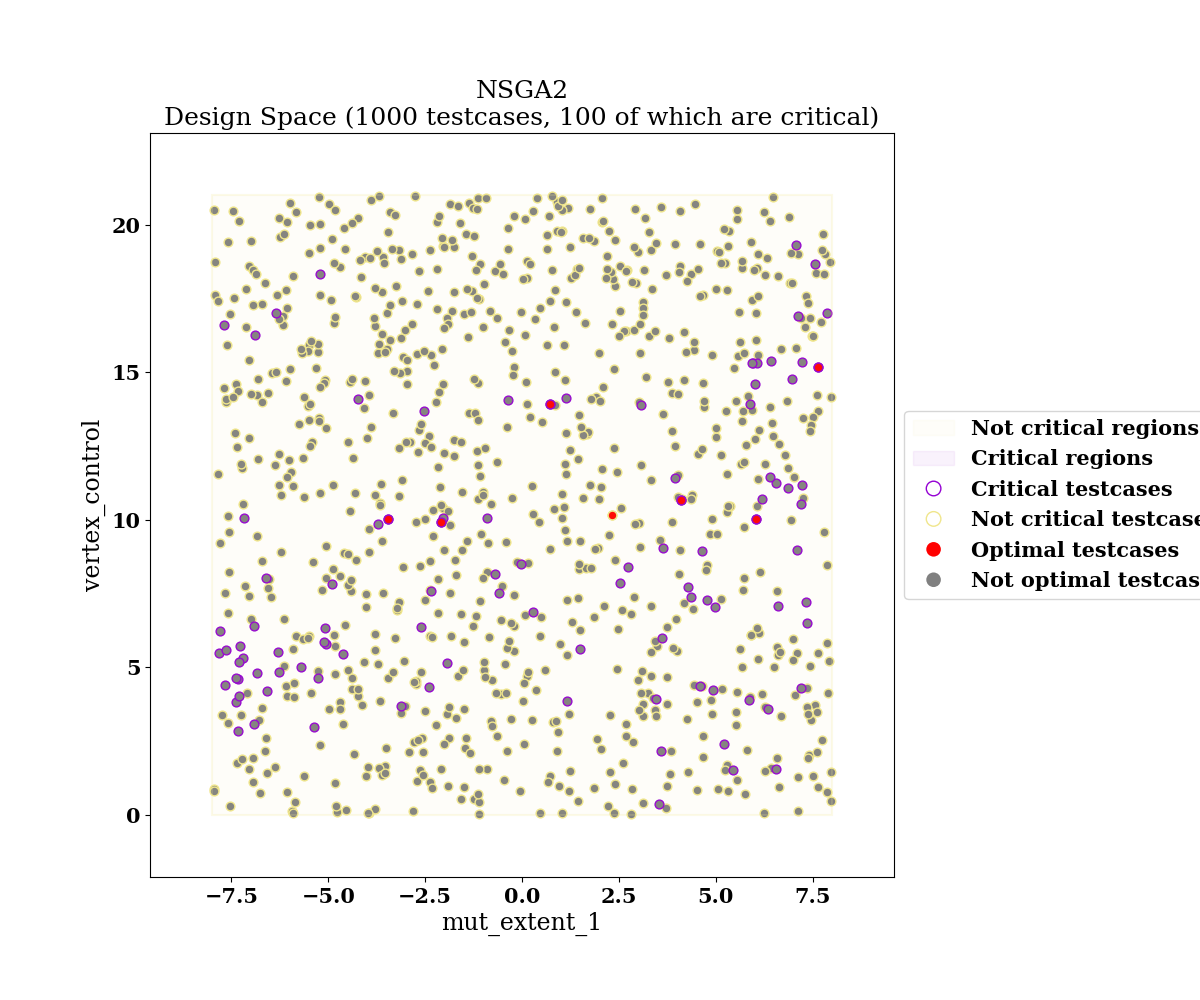 NSGA2
Design Space (1000 testcases, 100 of which are critical)
20
15
10
5
0
vertex_control
−7.5
−5.0
−2.5
0.0
2.5
5.0
7.5
mut_extent_1
Not critical regions
Critical regions
Critical testcases
Not critical testcase
Optimal testcases
Not optimal testcas